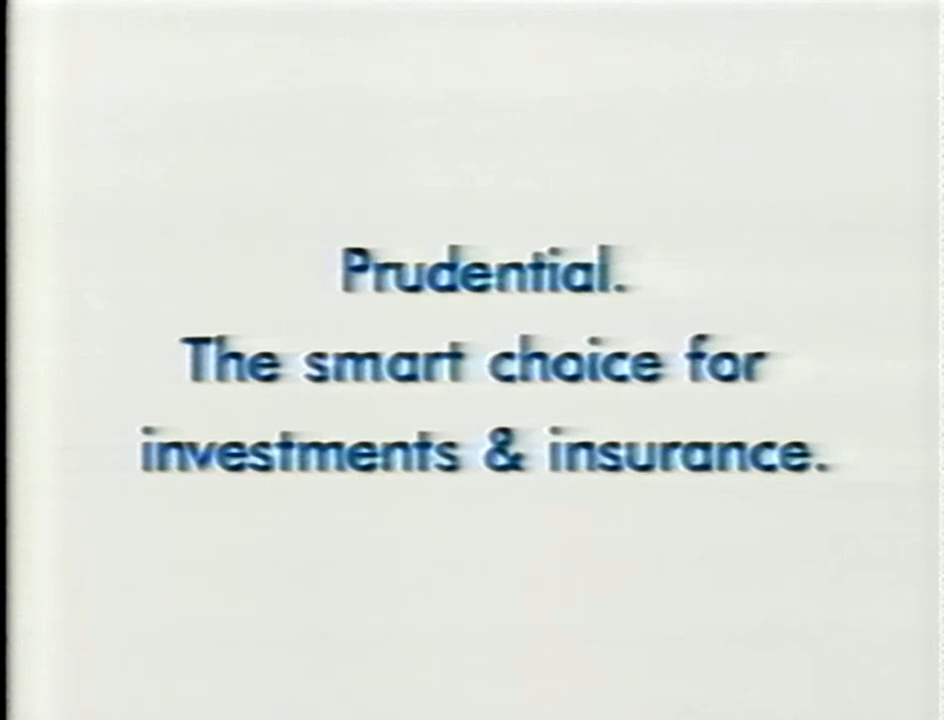 Prudential.
The smart choice for
investments & insurance.